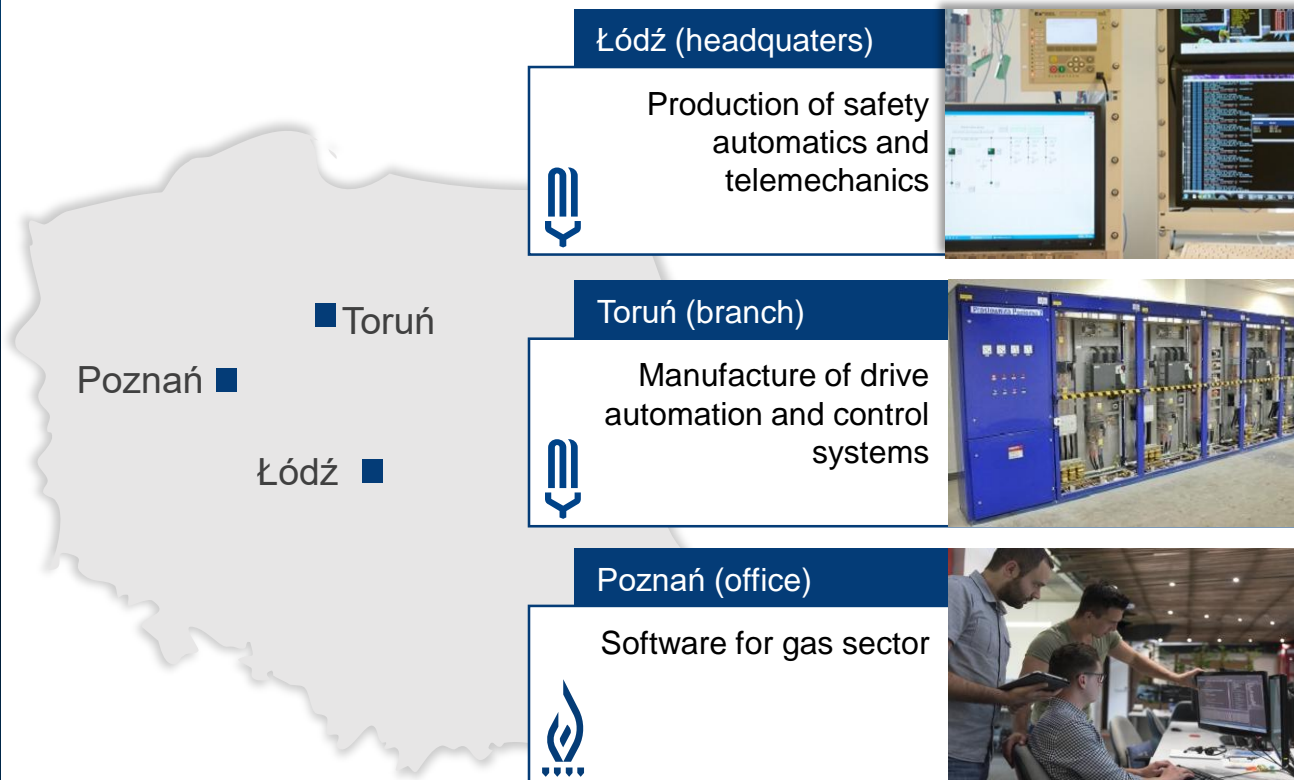 Łódź (headquaters)
Production of safety
automatics and
telemechanics
Toruń
Poznań
Łódź
Toruń (branch)
Manufacture of drive
automation and control
systems
Poznań (office)
Software for gas sector